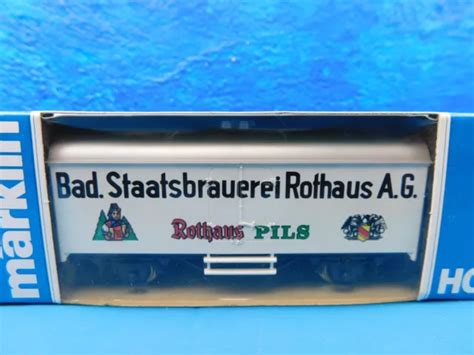 märklin
Bad. Staatsbrauerei Rothaus A.G.
Rothaus PILS
HO